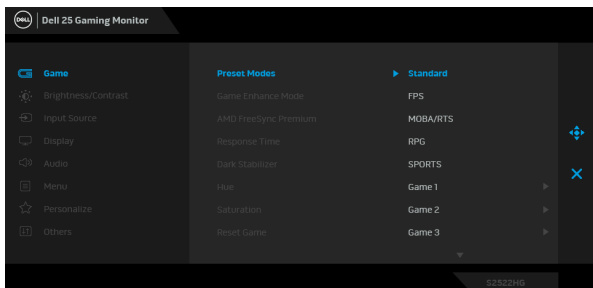 DELL Dell 25 Gaming Monitor
Game Preset Modes Standard
Brightness/Contrast Game Enhance Mode FPS
Input Source AMD FreeSync Premium MOBA/RTS
Display Response Time RPG
Audio Dark Stabilizer SPORTS
Menu Hue Game 1
Personalize Saturation Game 2
Others Reset Game Game 3
S2522HG